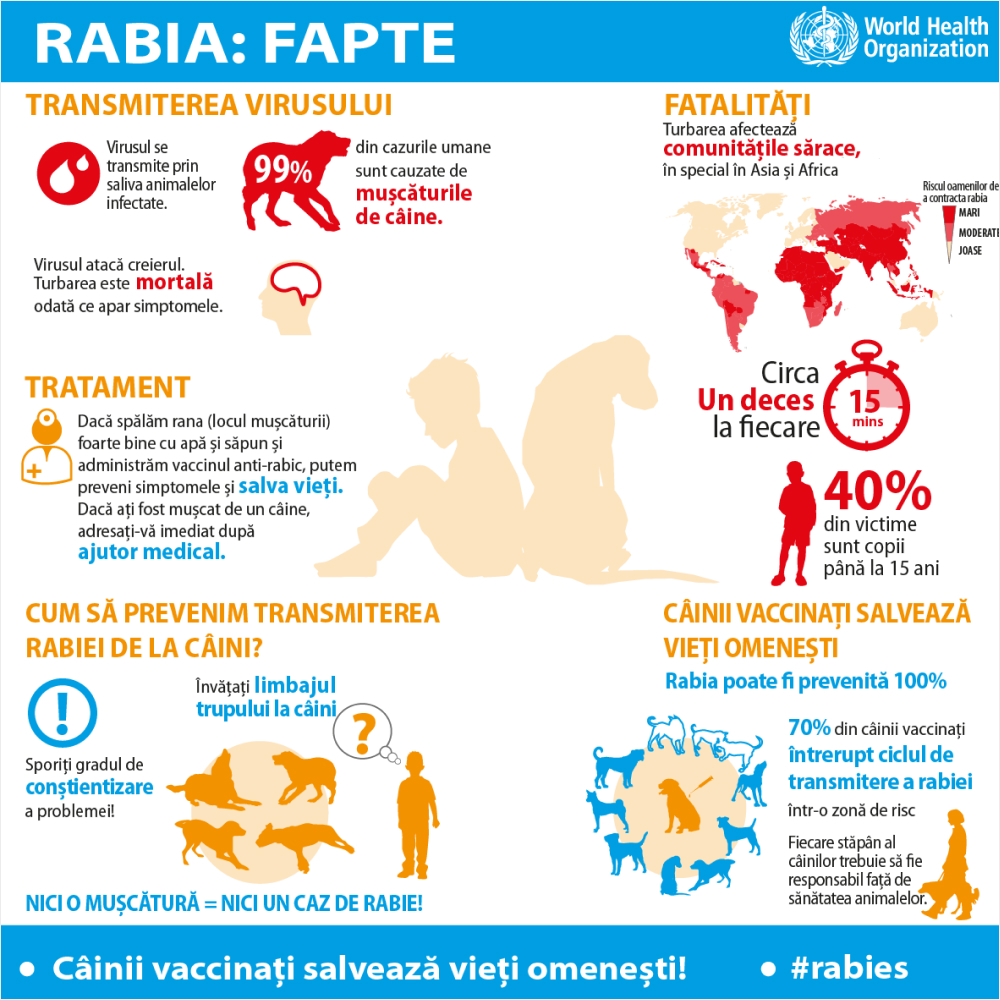 RABIA: FAPTE
World Health
Organization
TRANSMITEREA VIRUSULUI
Virusul se
transmite prin
saliva animalelor
infectate.
99%
din cazurile umane
sunt cauzate de
mușcăturile
de câine.
Virusul atacă creierul.
Turbarea este mortală
odată ce apar simptomele.
FATALITĂȚI
Turbarea afectează
comunitățile sărace,
în special în Asia și Africa
Riscul oamenilor de
a contracta rabia
MARI
MODERATE
JOASE
Circa
Un deces
la fiecare
15
mins
40%
din victime
sunt copii
până la 15 ani
TRATAMENT
Dacă spălăm rana (locul mușcăturii)
foarte bine cu apă și săpun și
administrăm vaccinul anti-rabic, putem
preveni simptomele și salva vieți.
Dacă ați fost mușcat de un câine,
adresați-vă imediat după
ajutor medical.
CUM SĂ PREVENIM TRANSMITEREA
RABIEI DE LA CÂINI?
Învățați limbajul
trupului la câini
!
?
Sporiți gradul de
conștientizare
a problemei!
NICI O MUȘCĂTURĂ = NICI UN CAZ DE RABIE!
CÂINII VACCINAȚI SALVEAZĂ
VIEȚI OMENEȘTI
Rabia poate fi prevenită 100%
70% din câinii vaccinați
întrerupt ciclul de
transmitere a rabiei
într-o zonă de risc
Fiecare stăpân al
câinilor trebuie să fie
responsabil față de
sănătatea animalelor.
• Câinii vaccinați salvează vieți omenești!
• #rabies